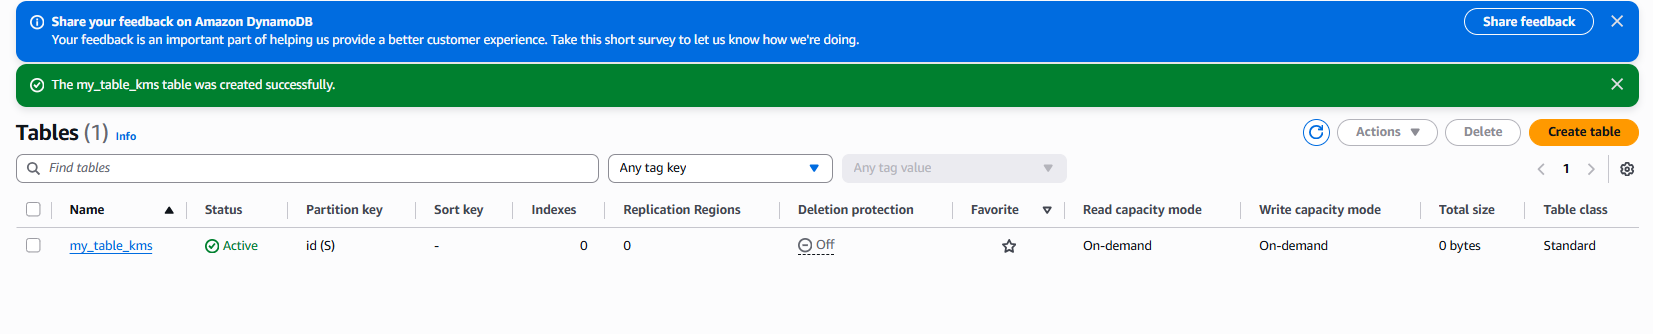 Share your feedback on Amazon DynamoDB
Your feedback is an important part of helping us provide a better customer experience. Take this short survey to let us know how we're doing.
Share feedback
The my_table_kms table was created successfully.
Tables (1) Info
Actions
Delete
Create table
Find tables
Any tag key
Any tag value
1
Name Status Partition key Sort key Indexes Replication Regions Deletion protection Favorite Read capacity mode Write capacity mode Total size Table class
my_table_kms Active id (S) - 0 0 Off On-demand On-demand 0 bytes Standard